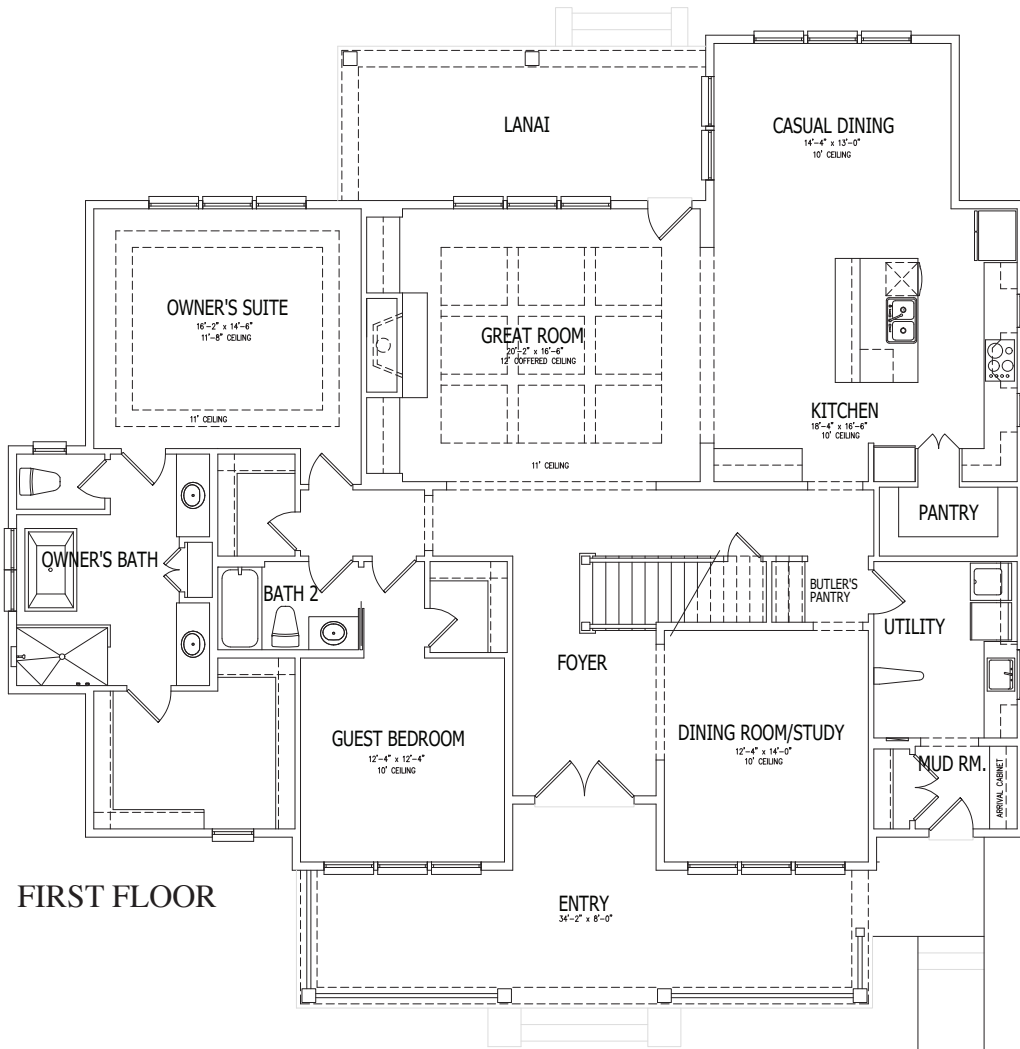 LANAI
CASUAL DINING
14'-4" x 13'-0"
10' CEILING
OWNER'S SUITE
16'-2" x 14'-6"
11'-8" CEILING
11' CEILING
GREAT ROOM
20'-2" x 16'-6"
12' COFFERED CEILING
11' CEILING
KITCHEN
18'-4" x 16'-6"
10' CEILING
PANTRY
OWNER'S BATH
BATH 2
BUTLER'S
PANTRY
UTILITY
FOYER
GUEST BEDROOM
12'-4" x 12'-4"
10' CEILING
DINING ROOM/STUDY
12'-4" x 14'-0"
10' CEILING
MUD RM.
ARRIVAL CABINET
FIRST FLOOR
ENTRY
34'-2" x 8'-0"